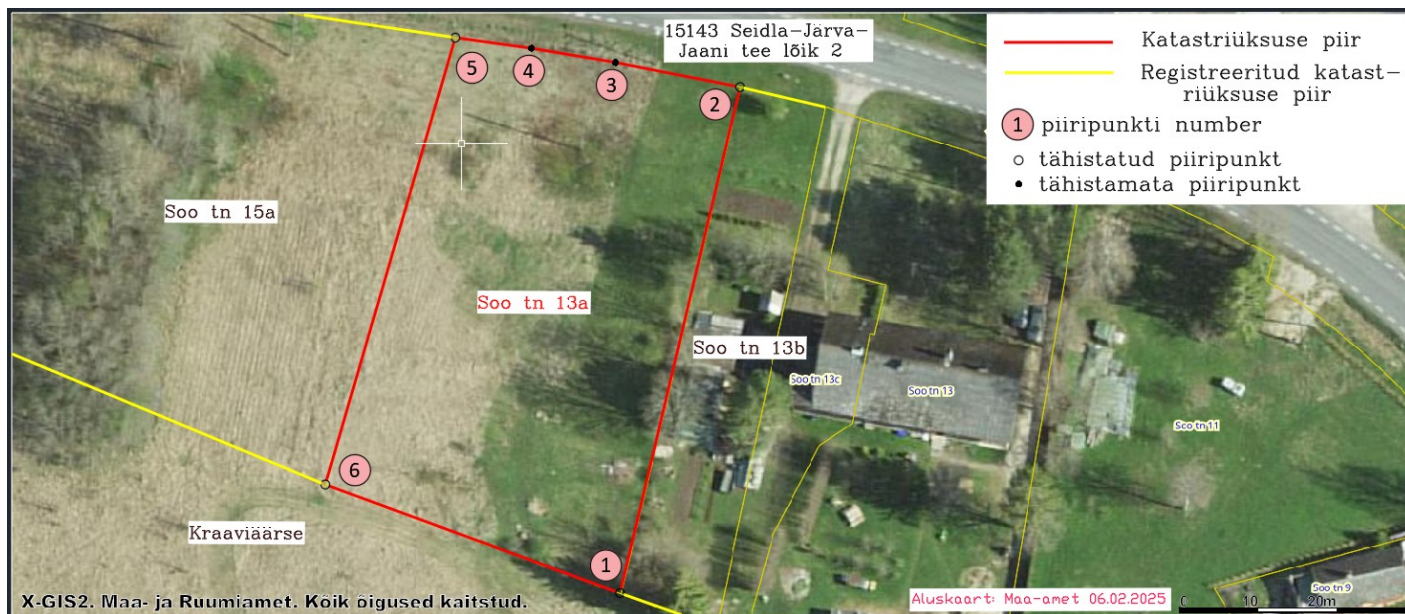 15143 Seidla-Järva-
Jaani tee lõik 2
Katastriüksuse piir
Registreeritud katast-
riüksuse piir
1 piiripunkti number
tähistatud piiripunkt
tähistamata piiripunkt
5
4
3
2
Soo tn 15a
Soo tn 13a
Soo tn 13b
Soo tn 13c
Soo tn 13
Soo tn 11
6
Kraaviäärse
1
Soo tn 9
X-GIS2. Maa- ja Ruumiamet. Kõik õigused kaitstud.
Aluskaart: Maa-amet 06.02.2025
0 10 20m